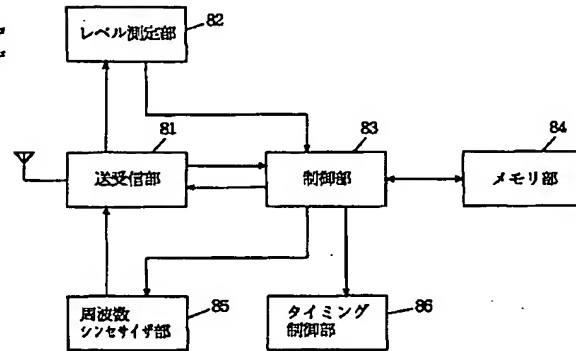 レベル測定部
82
81
送受信部
83
制御部
84
メモリ部
周波数
シンセサイザ部
85
タイミング
制御部
86